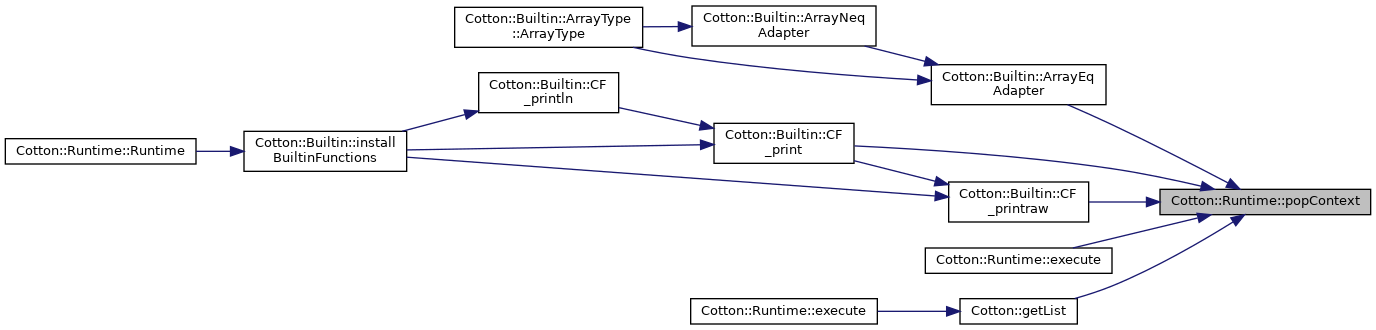 Cotton::Builtin::ArrayType
::ArrayType
Cotton::Builtin::ArrayNeq
Adapter
Cotton::Builtin::ArrayEq
Adapter
Cotton::Builtin::CF
_println
Cotton::Runtime::Runtime
Cotton::Builtin::install
BuiltinFunctions
Cotton::Builtin::CF
_print
Cotton::Builtin::CF
_printraw
Cotton::Runtime::popContext
Cotton::Runtime::execute
Cotton::Runtime::execute
Cotton::getList